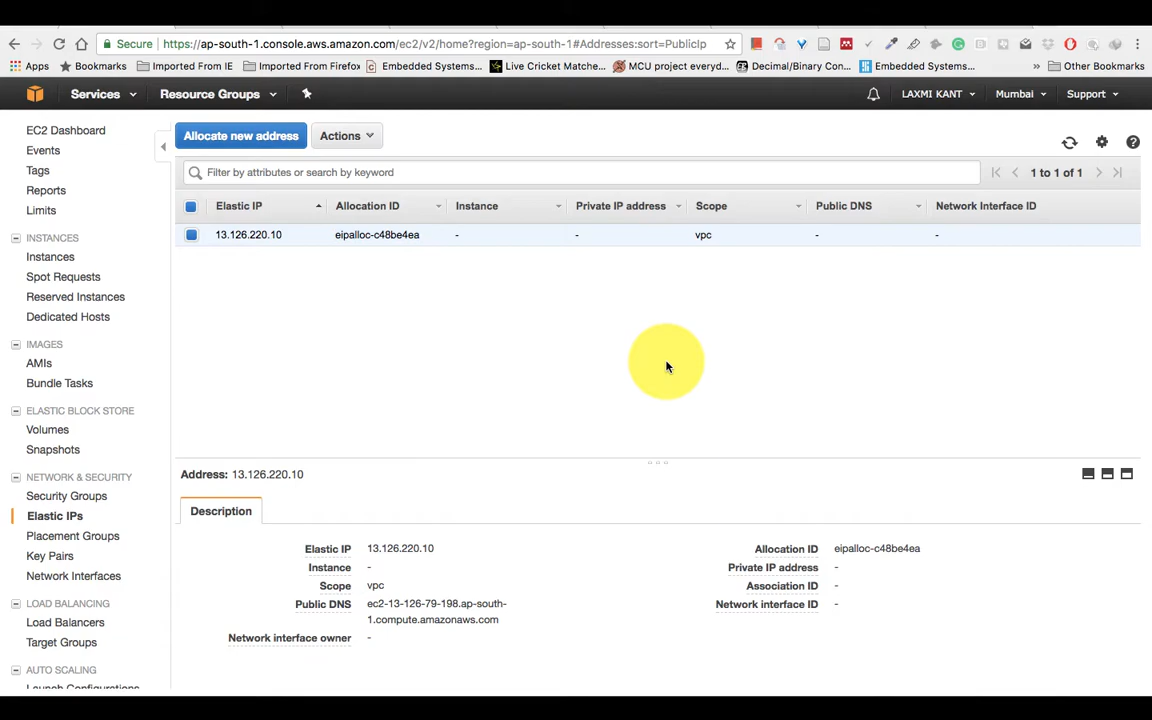 Secure https://ap-south-1.console.aws.amazon.com/ec2/v2/home?region=ap-south-1#Addresses:sort=PublicIp
Apps Bookmarks Imported From IE Imported From Firefox Embedded Systems... Live Cricket Matche... MCU project everyd... Decimal/Binary Con... Embedded Systems... » Other Bookmarks
Services Resource Groups LAXMI KANT Mumbai Support
EC2 Dashboard
Events
Tags
Reports
Limits
INSTANCES
Instances
Spot Requests
Reserved Instances
Dedicated Hosts
IMAGES
AMIs
Bundle Tasks
ELASTIC BLOCK STORE
Volumes
Snapshots
NETWORK & SECURITY
Security Groups
Elastic IPs
Placement Groups
Key Pairs
Network Interfaces
LOAD BALANCING
Load Balancers
Target Groups
AUTO SCALING
Launch Configurations
Allocate new address Actions
Filter by attributes or search by keyword 1 to 1 of 1
Elastic IP Allocation ID Instance Private IP address Scope Public DNS Network Interface ID
13.126.220.10 eipalloc-c48be4ea - - vpc - -
Address: 13.126.220.10
Description
Elastic IP 13.126.220.10 Allocation ID eipalloc-c48be4ea
Instance - Private IP address -
Scope vpc Association ID -
Public DNS ec2-13-126-79-198.ap-south- Network interface ID -
1.compute.amazonaws.com
Network interface owner -